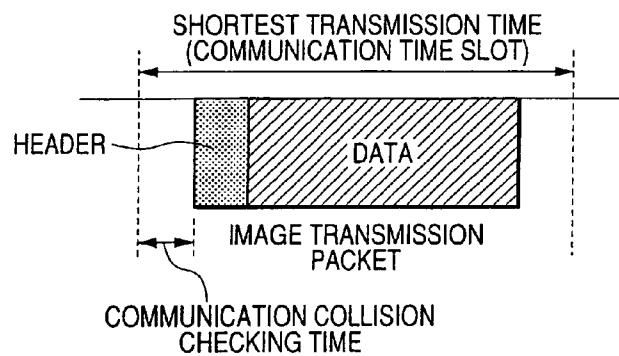 SHORTEST TRANSMISSION TIME
(COMMUNICATION TIME SLOT)
HEADER
DATA
IMAGE TRANSMISSION
PACKET
COMMUNICATION COLLISION
CHECKING TIME